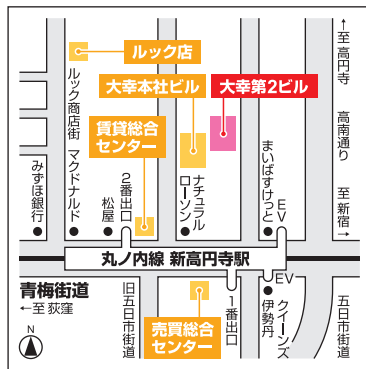 ルック店
大幸本社ビル
大幸第2ビル
賃貸総合
センター
←至高円寺
高南通り
至新宿→
ルック商店街
マクドナルド
みずほ銀行
2番出口
松屋
ナチュラル
ローソン
まいばすけっと
EV
丸ノ内線 新高円寺駅
青梅街道
←至 荻窪
旧五日市街道
売買総合
センター
1番出口
EV
クイーンズ
伊勢丹
五日市街道
N